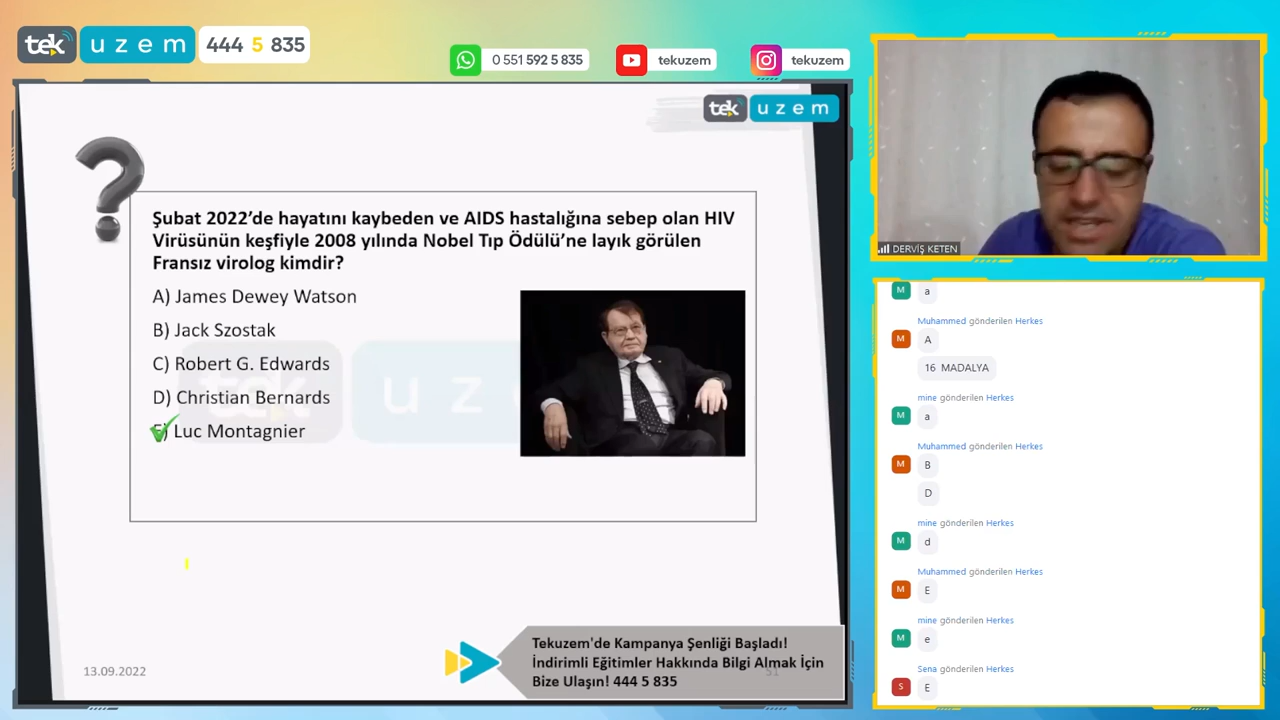 tek uzem 444 5 835
0 551 592 5 835
tekuzem
tekuzem
tek uzem
Şubat 2022’de hayatını kaybeden ve AIDS hastalığına sebep olan HIV
Virüsünün keşfiyle 2008 yılında Nobel Tıp Ödülü’ne layık görülen
Fransız virolog kimdir?
A) James Dewey Watson
B) Jack Szostak
C) Robert G. Edwards
D) Christian Bernards
E) Luc Montagnier
Tekuzem'de Kampanya Şenliği Başladı!
İndirimli Eğitimler Hakkında Bilgi Almak İçin
Bize Ulaşın! 444 5 835
13.09.2022
51
DERVİŞ KETEN
M a
Muhammed gönderilen Herkes
M A
16 MADALYA
mine gönderilen Herkes
M a
Muhammed gönderilen Herkes
M B
D
mine gönderilen Herkes
M d
Muhammed gönderilen Herkes
M E
mine gönderilen Herkes
M e
Sena gönderilen Herkes
S E